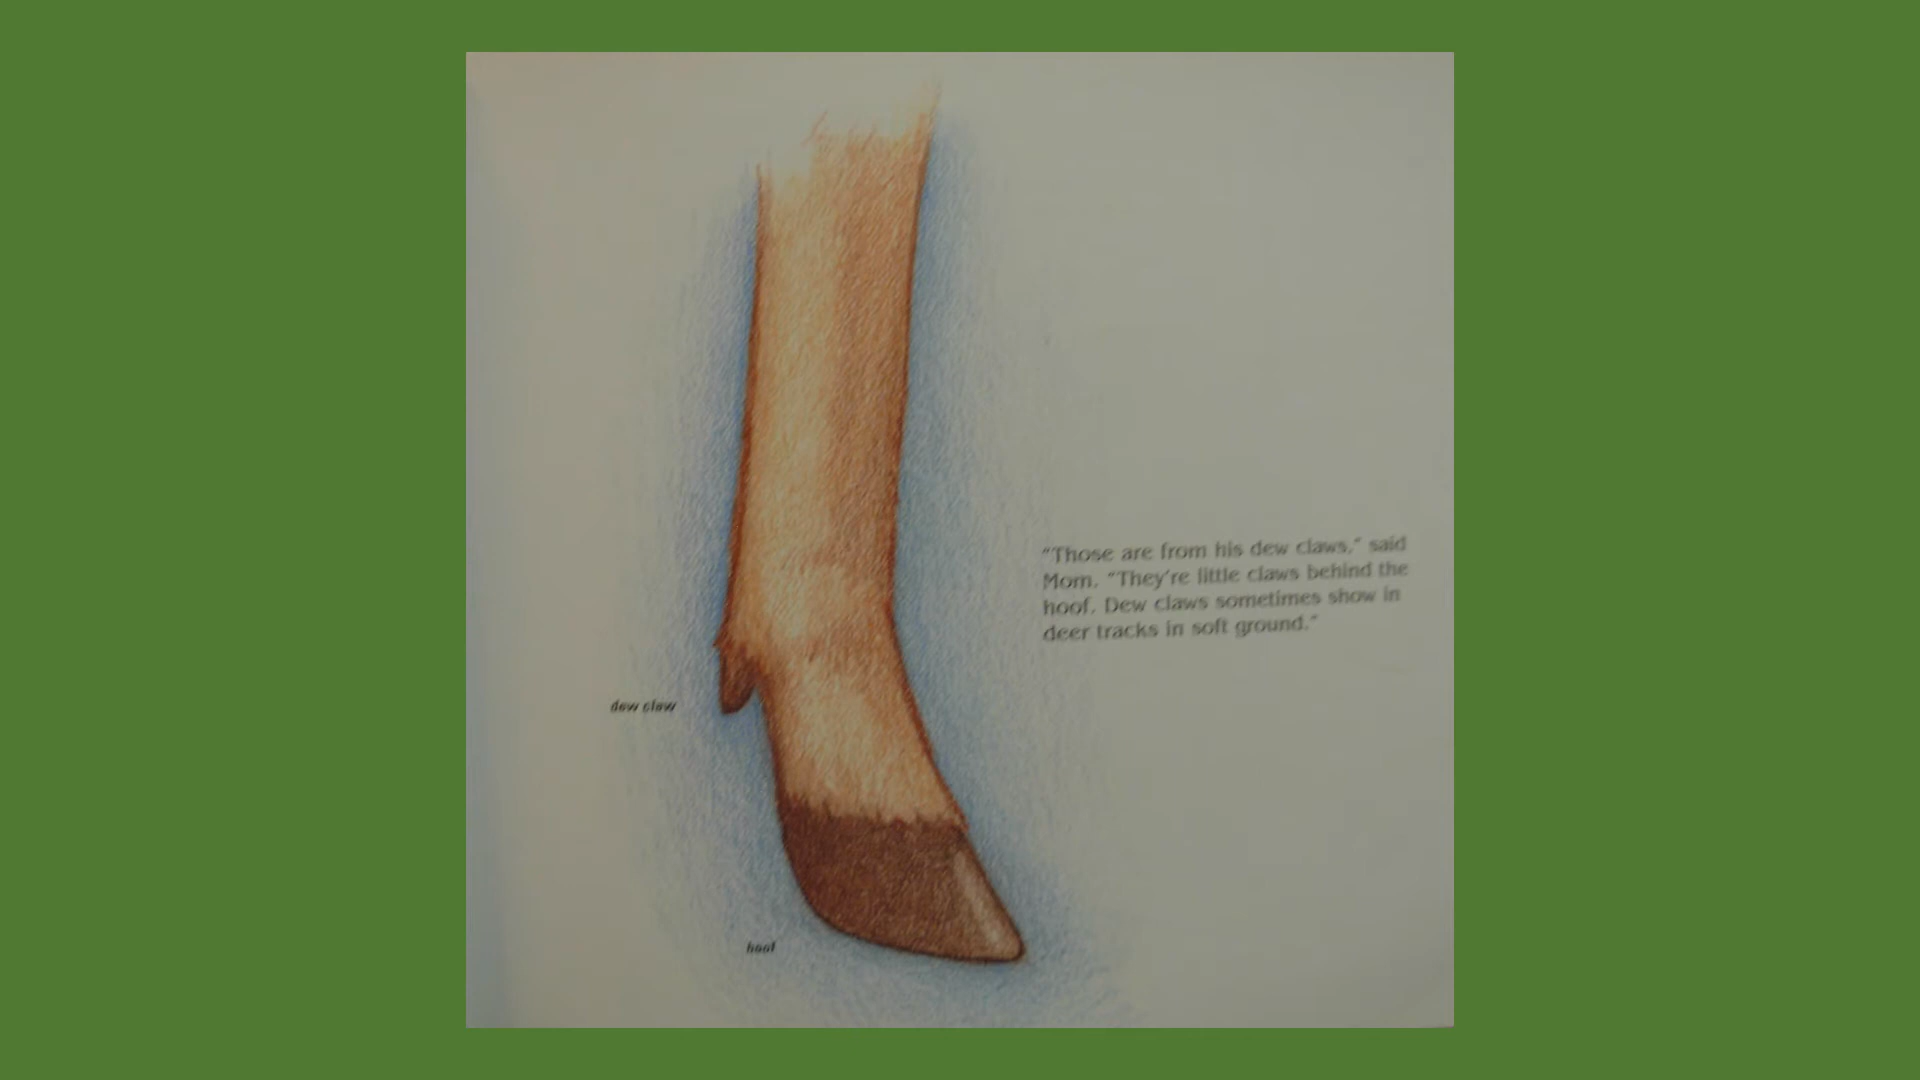 "Those are from his dew claws," said
Mom. "They're little claws behind the
hoof. Dew claws sometimes show in
deer tracks in soft ground."
dew claw
hoof